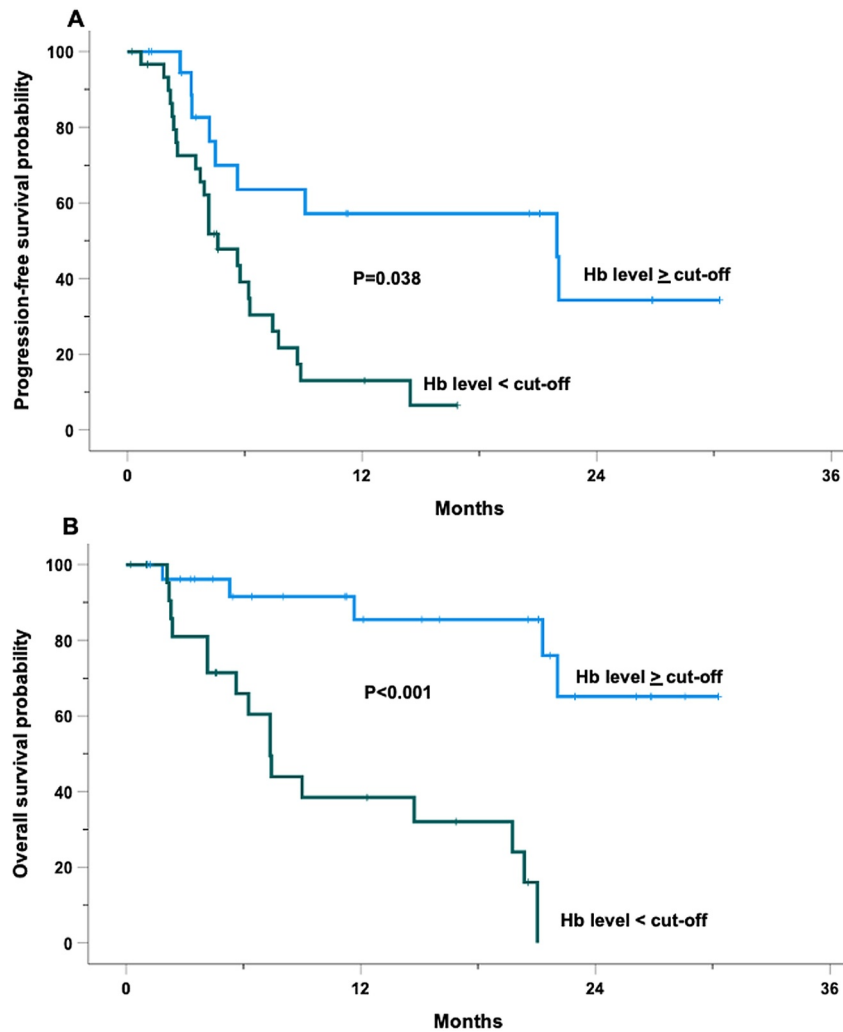 A
Progression-free survival probability
100
80
60
40
20
0
P=0.038
Hb level ≥ cut-off
Hb level < cut-off
0 12 24 36
Months
B
Overall survival probability
100
80
60
40
20
0
P<0.001
Hb level ≥ cut-off
Hb level < cut-off
0 12 24 36
Months